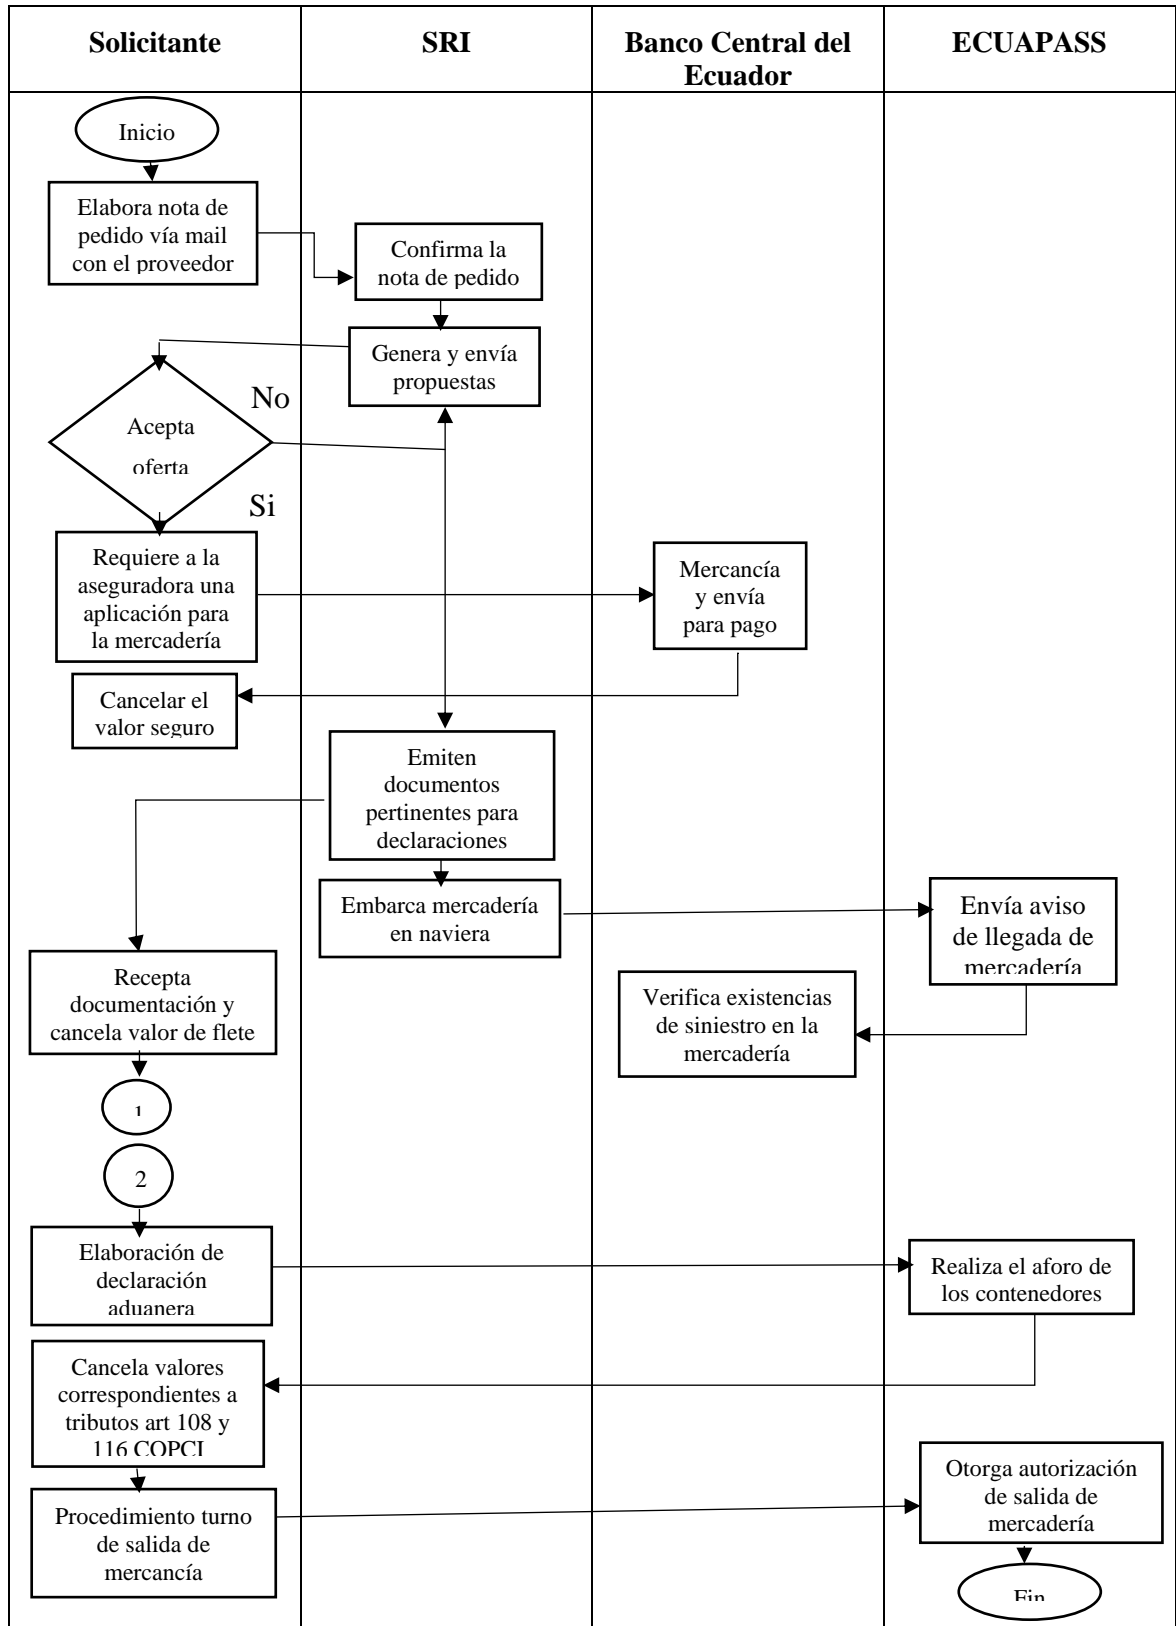 Solicitante
SRI
Banco Central del
Ecuador
ECUAPASS
Inicio
Elabora nota de
pedido vía mail
con el proveedor
Confirma la
nota de pedido
Genera y envía
propuestas
No
Acepta
oferta
Si
Requiere a la
aseguradora una
aplicación para
la mercadería
Mercancía
y envía
para pago
Cancelar el
valor seguro
Emiten
documentos
pertinentes para
declaraciones
Embarca mercadería
en naviera
Envía aviso
de llegada de
mercadería
Recepta
documentación y
cancela valor de flete
Verifica existencias
de siniestro en la
mercadería
1
2
Elaboración de
declaración
aduanera
Realiza el aforo de
los contenedores
Cancela valores
correspondientes a
tributos art 108 y
116 COPCI
Otorga autorización
de salida de
mercadería
Procedimiento turno
de salida de
mercancía
Fin